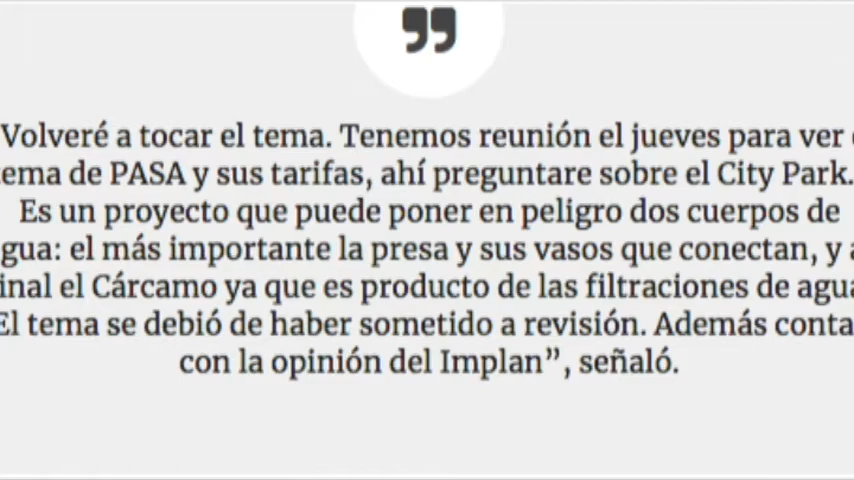 Volveré a tocar el tema. Tenemos reunión el jueves para ver
tema de PASA y sus tarifas, ahí preguntare sobre el City Park.
Es un proyecto que puede poner en peligro dos cuerpos de
gua: el más importante la presa y sus vasos que conectan, y a
inal el Cárcamo ya que es producto de las filtraciones de agua
El tema se debió de haber sometido a revisión. Además conta
con la opinión del Implan”, señaló.